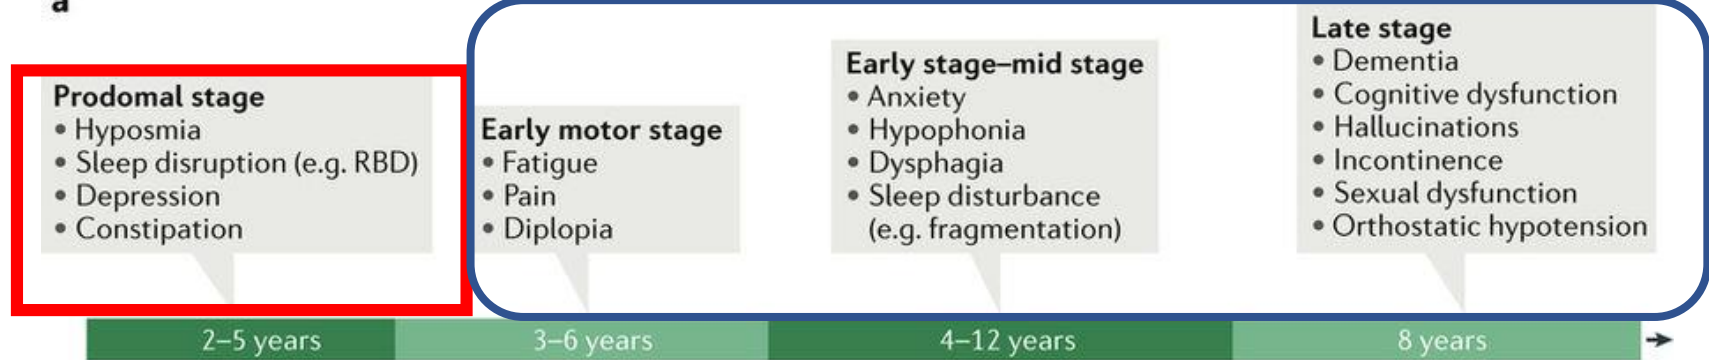 a
Prodomal stage
• Hyposmia
• Sleep disruption (e.g. RBD)
• Depression
• Constipation
Early motor stage
• Fatigue
• Pain
• Diplopia
Early stage–mid stage
• Anxiety
• Hypophonia
• Dysphagia
• Sleep disturbance
(e.g. fragmentation)
Late stage
• Dementia
• Cognitive dysfunction
• Hallucinations
• Incontinence
• Sexual dysfunction
• Orthostatic hypotension
2–5 years
3–6 years
4–12 years
8 years